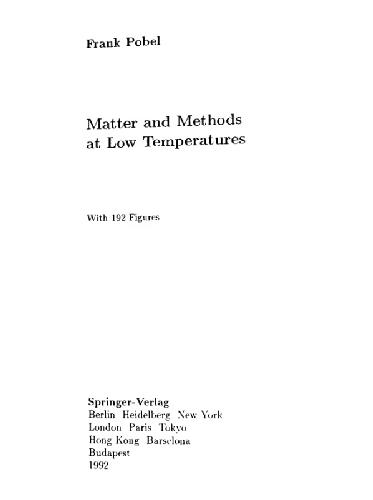 Frank Pobel
Matter and Methods
at Low Temperatures
With 192 Figures
Springer-Verlag
Berlin Heidelberg New York
London Paris Tokyo
Hong Kong Barselona
Budapest
1992